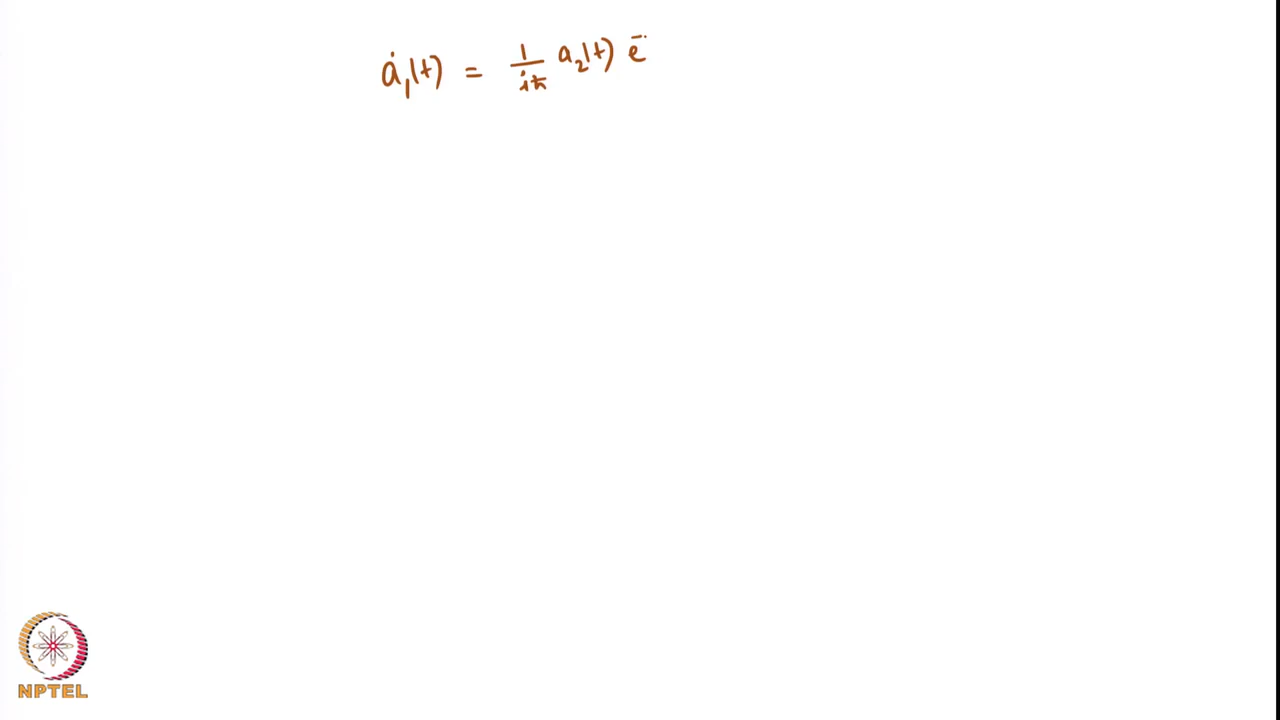 ȧ₁(t) = 1/iħ a₂(t) e⁻
NPTEL